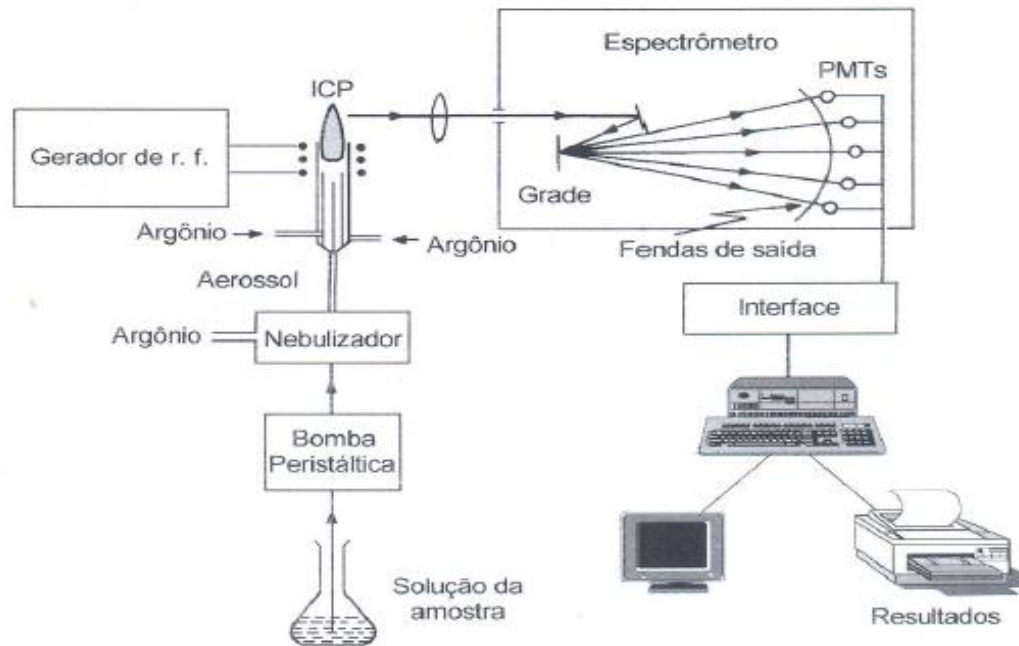 Espectrômetro
PMTs
ICP
Gerador de r. f.
Grade
Argônio
Argônio
Fendas de saída
Aerossol
Interface
Argônio
Nebulizador
Bomba
Peristáltica
Solução da
amostra
Resultados